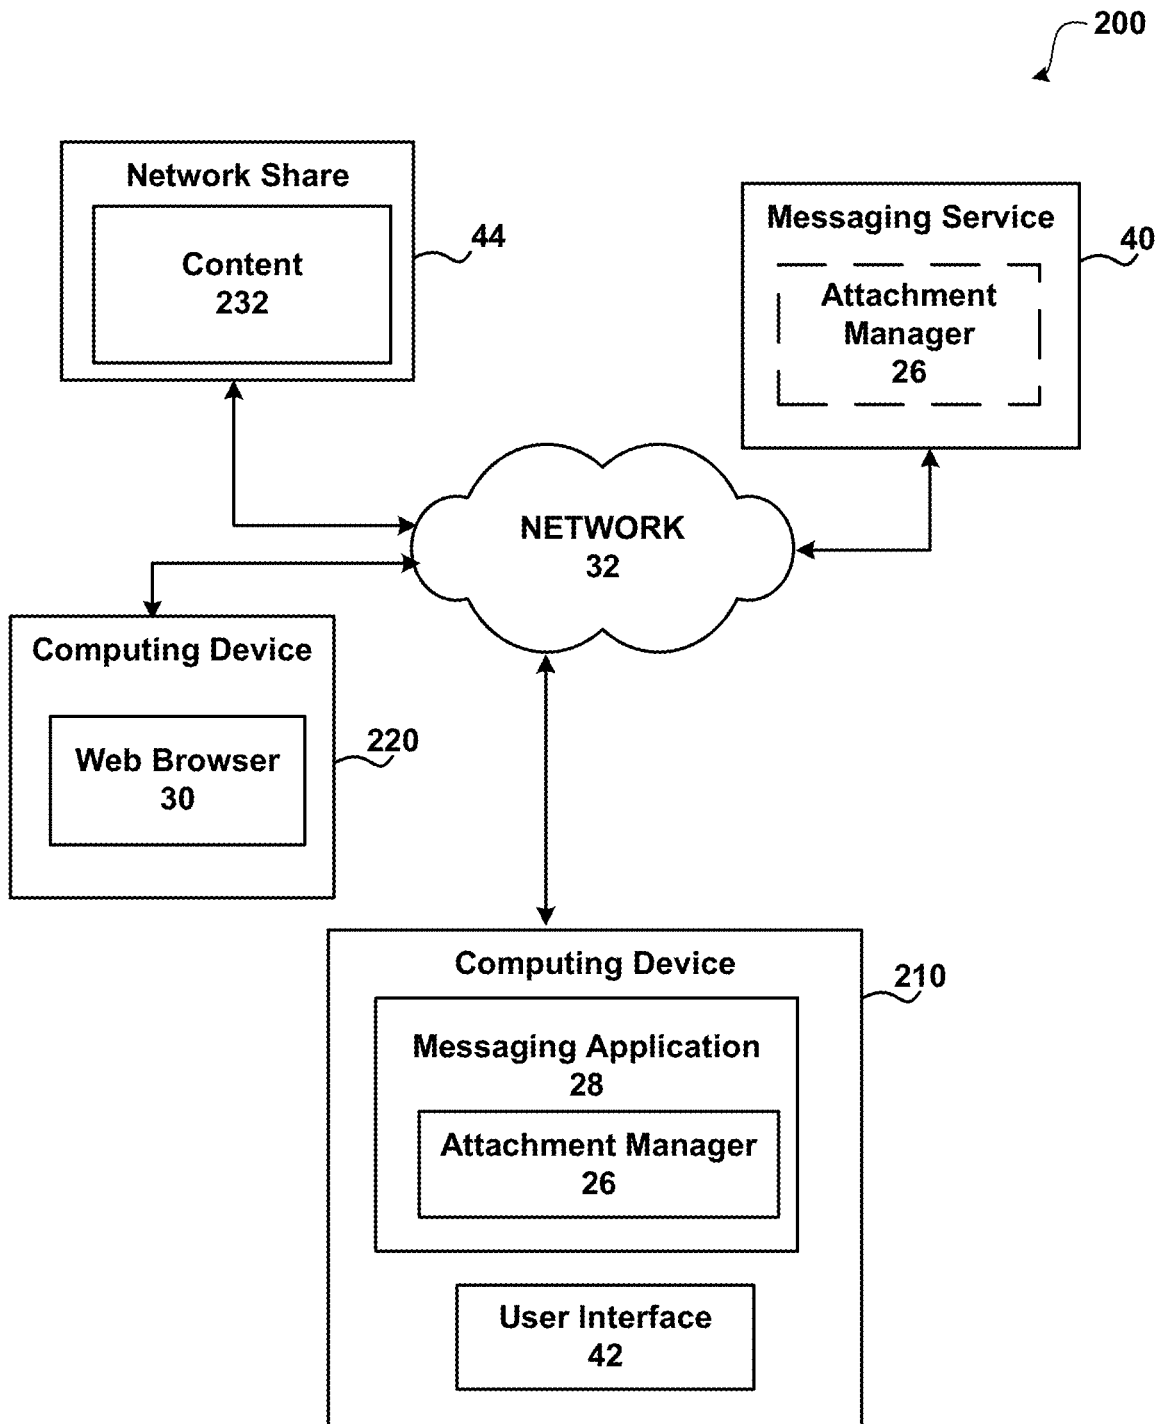 200
Network Share
Content
232
44
Messaging Service
Attachment
Manager
26
40
NETWORK
32
Computing Device
Web Browser
30
220
Computing Device
Messaging Application
28
Attachment Manager
26
User Interface
42
210